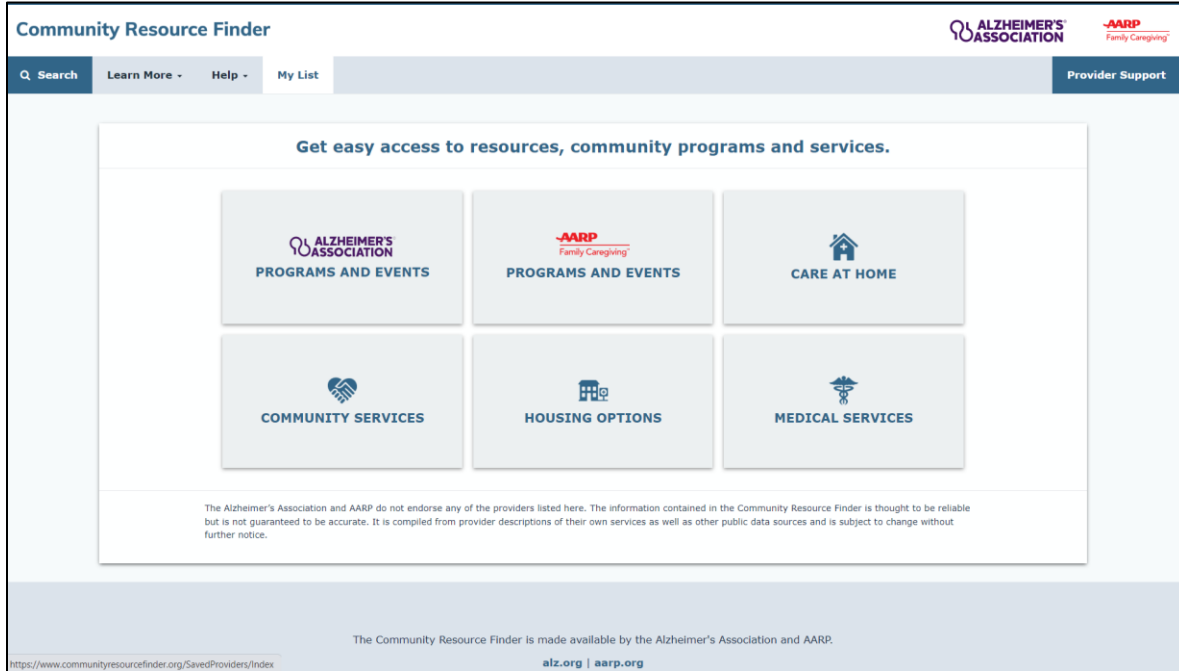 Community Resource Finder
ALZHEIMER'S ASSOCIATION
AARP
Family Caregiving
Search
Learn More
Help
My List
Provider Support
Get easy access to resources, community programs and services.
ALZHEIMER'S ASSOCIATION
PROGRAMS AND EVENTS
AARP
Family Caregiving
PROGRAMS AND EVENTS
CARE AT HOME
COMMUNITY SERVICES
HOUSING OPTIONS
MEDICAL SERVICES
The Alzheimer's Association and AARP do not endorse any of the providers listed here. The information contained in the Community Resource Finder is thought to be reliable
but is not guaranteed to be accurate. It is compiled from provider descriptions of their own services as well as other public data sources and is subject to change without
further notice.
The Community Resource Finder is made available by the Alzheimer's Association and AARP.
alz.org | aarp.org
https://www.communityresourcefinder.org/SavedProviders/Index